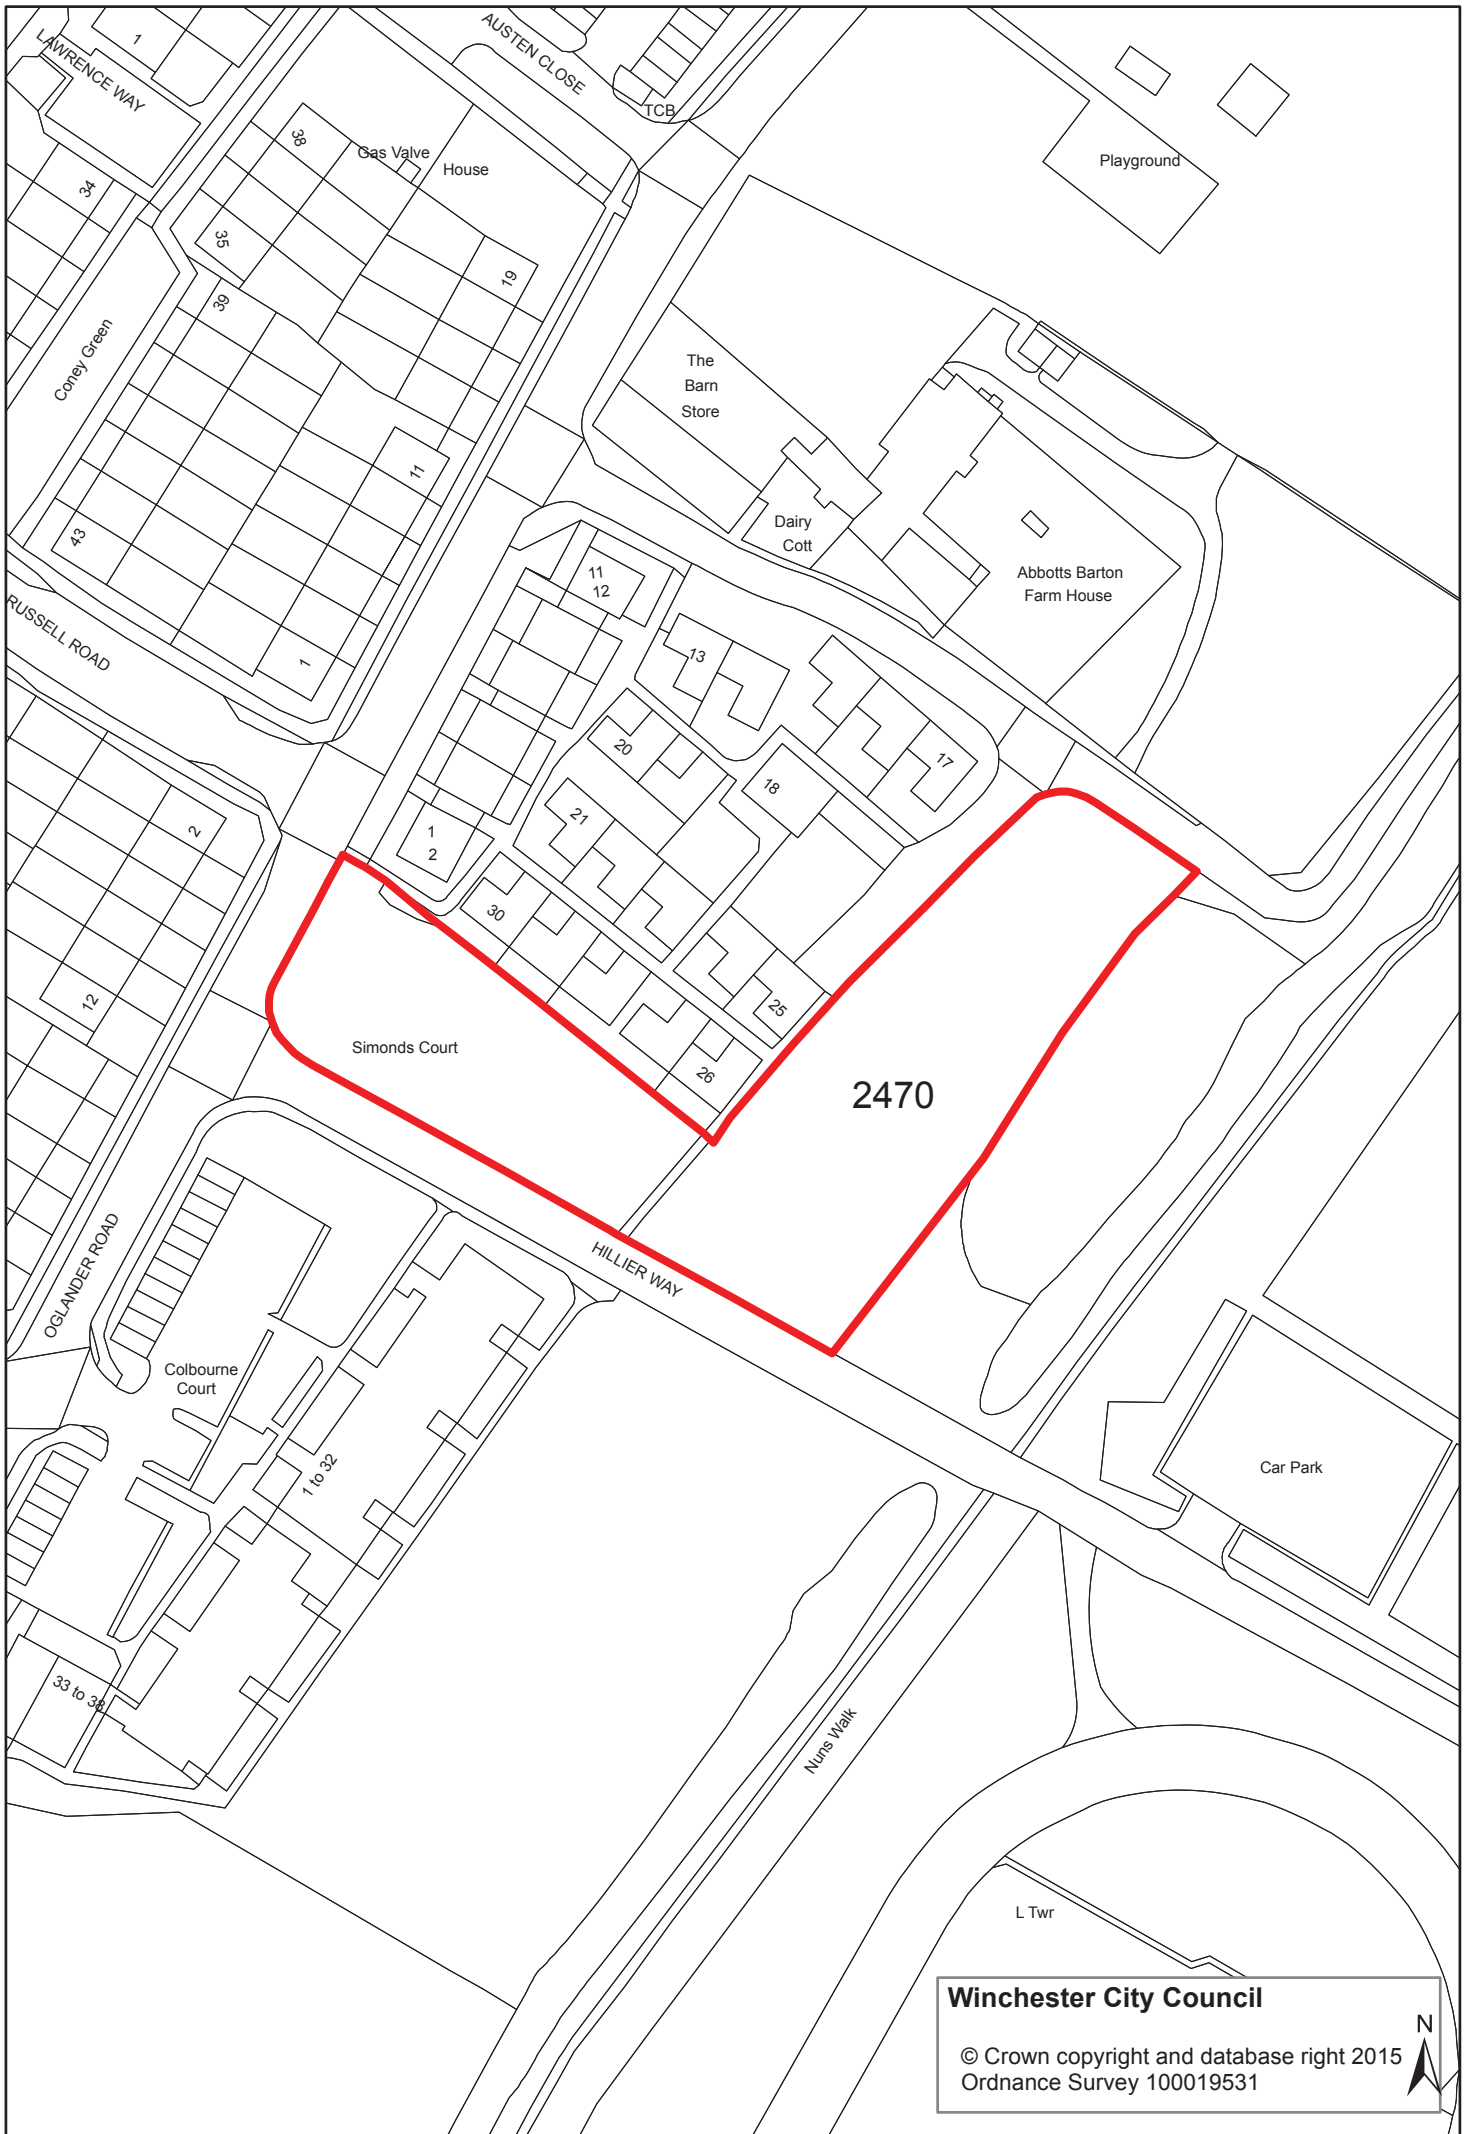 LAWRENCE WAY
1
AUSTEN CLOSE
TCB
38
Gas Valve
House
Playground
34
35
19
39
Coney Green
The
Barn
Store
11
43
Dairy
Cott
11
12
Abbotts Barton
Farm House
RUSSELL ROAD
1
13
20
17
18
2
1
2
21
30
12
25
Simonds Court
26
2470
OGLANDER ROAD
HILLIER WAY
Colbourne
Court
1 to 32
Car Park
33 to 38
Nuns Walk
L Twr
Winchester City Council
N
© Crown copyright and database right 2015
Ordnance Survey 100019531